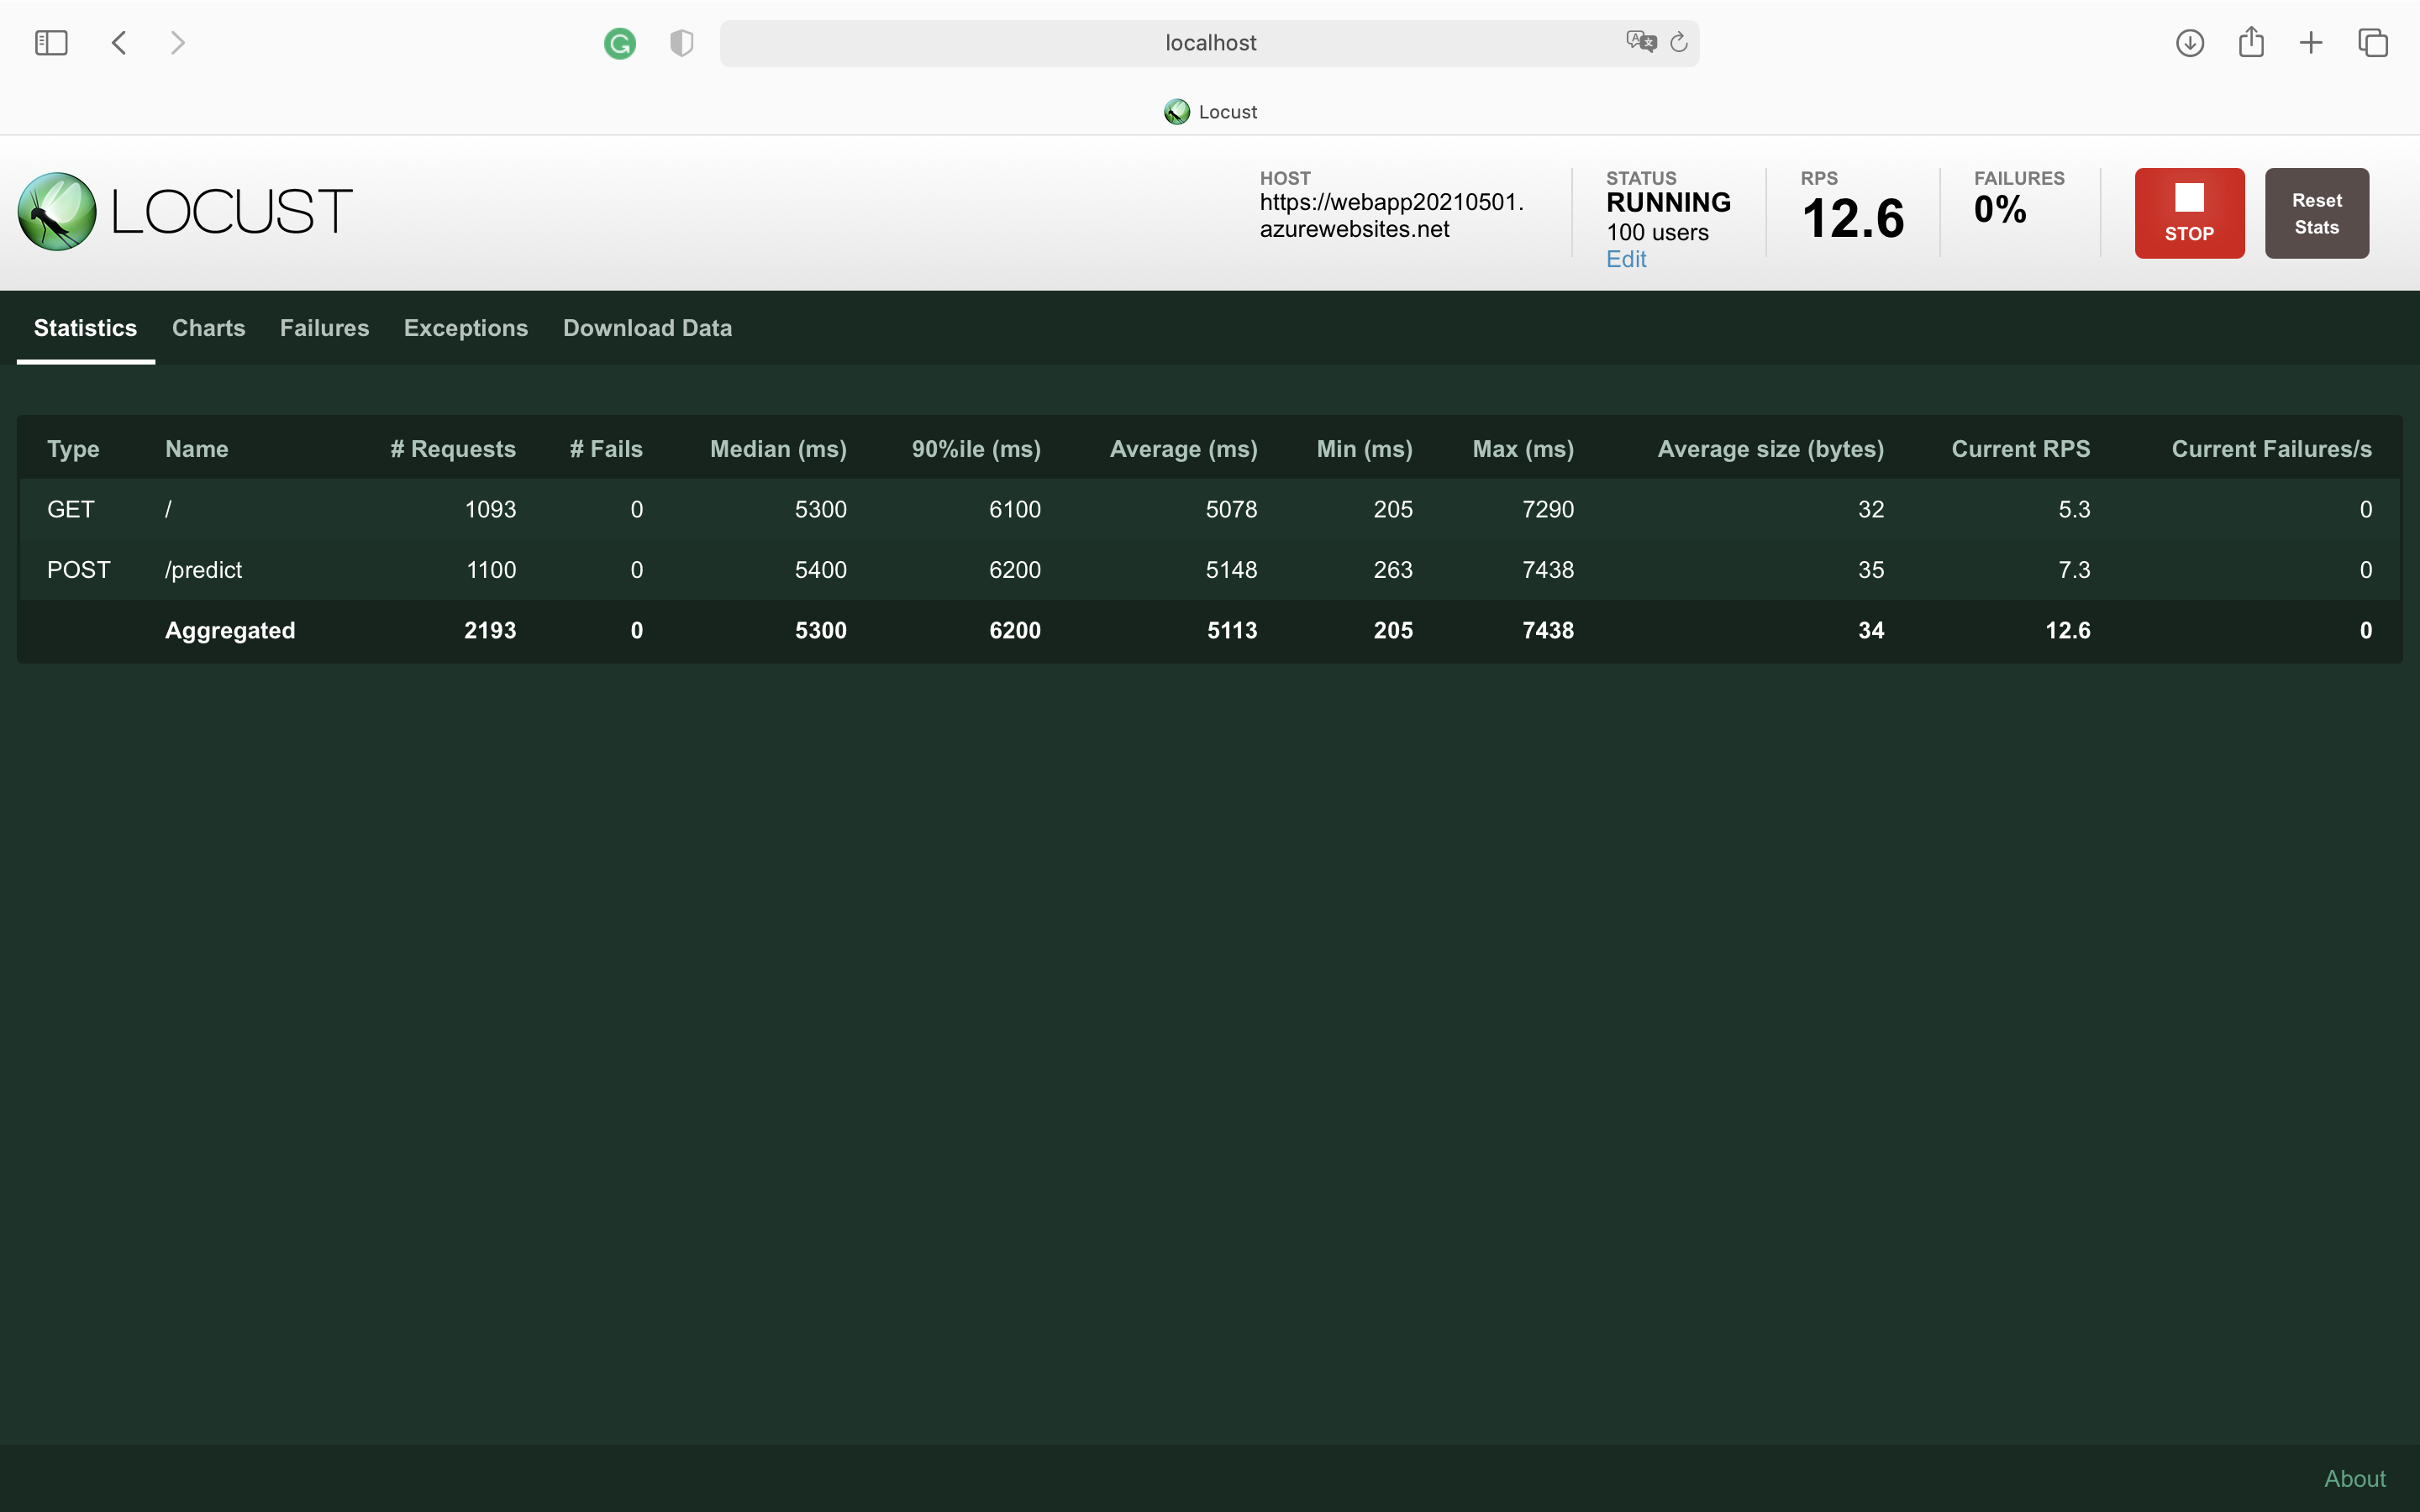 localhost
Locust
LOCUST
HOST
https://webapp20210501.
azurewebsites.net
STATUS
RUNNING
100 users
Edit
RPS
12.6
FAILURES
0%
STOP
Reset
Stats
Statistics Charts Failures Exceptions Download Data
Type Name # Requests # Fails Median (ms) 90%ile (ms) Average (ms) Min (ms) Max (ms) Average size (bytes) Current RPS Current Failures/s
GET / 1093 0 5300 6100 5078 205 7290 32 5.3 0
POST /predict 1100 0 5400 6200 5148 263 7438 35 7.3 0
Aggregated 2193 0 5300 6200 5113 205 7438 34 12.6 0
About